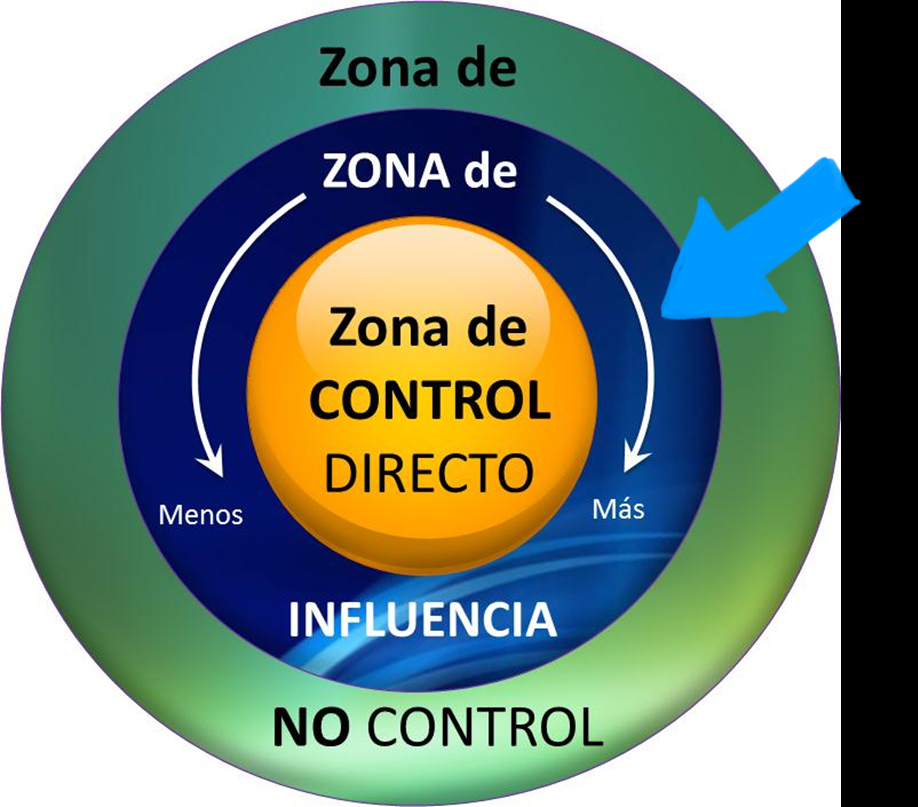 Zona de
ZONA de
Zona de
CONTROL
DIRECTO
Menos
Más
INFLUENCIA
NO CONTROL